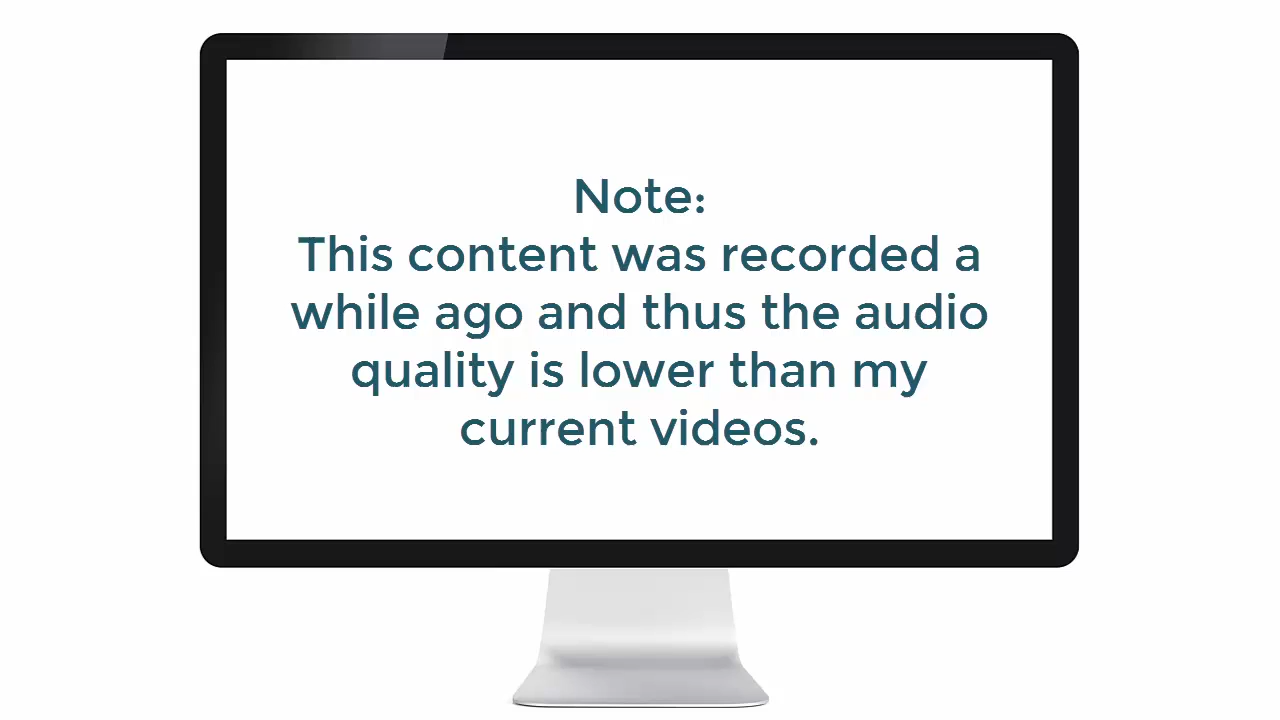 Note:
This content was recorded a
while ago and thus the audio
quality is lower than my
current videos.